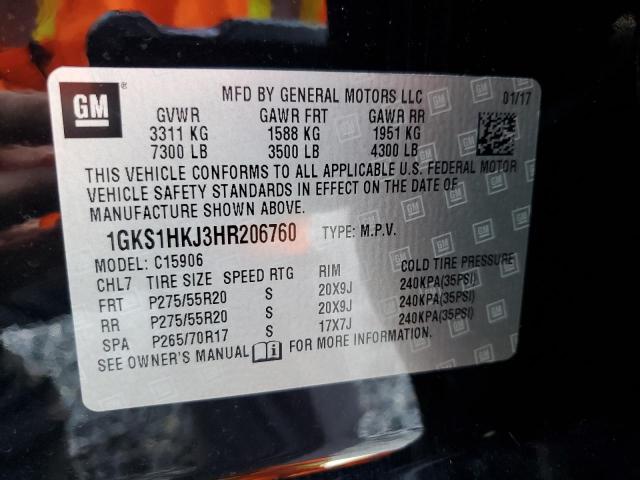 GM
MFD BY GENERAL MOTORS LLC 01/17
GVWR GAWR FRT GAWR RR
3311 KG 1588 KG 1951 KG
7300 LB 3500 LB 4300 LB
THIS VEHICLE CONFORMS TO ALL APPLICABLE U.S. FEDERAL MOTOR
VEHICLE SAFETY STANDARDS IN EFFECT ON THE DATE OF
MANUFACTURE SHOWN ABOVE.
1GKS1HKJ3HR206760 TYPE: M.P.V.
MODEL: C15906
CHL7 TIRE SIZE SPEED RTG RIM COLD TIRE PRESSURE
FRT P275/55R20 S 20X9J 240KPA(35PSI)
RR P275/55R20 S 20X9J 240KPA(35PSI)
SPA P265/70R17 S 17X7J 240KPA(35PSI)
SEE OWNER'S MANUAL FOR MORE INFORMATION.